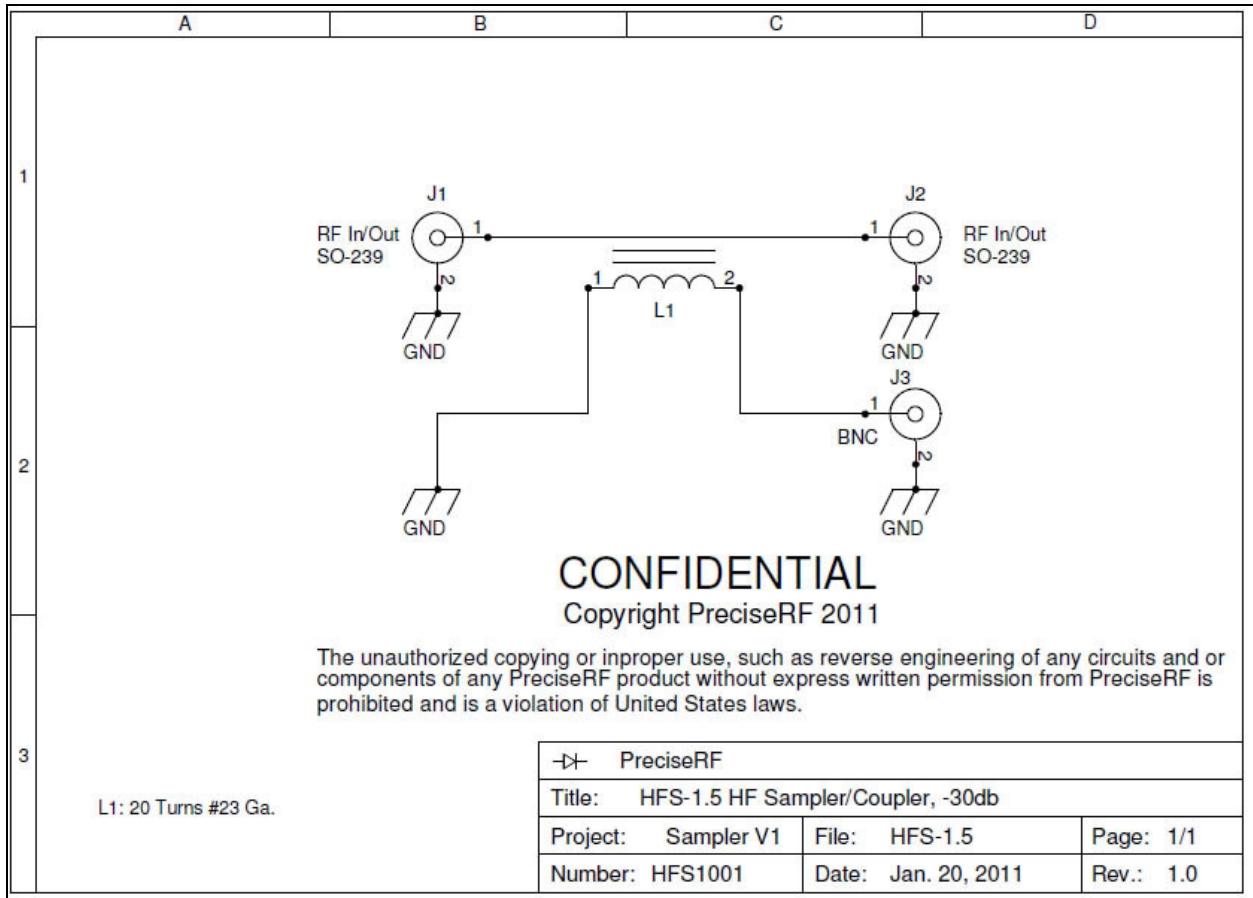 A B C D
1
J1 J2
RF In/Out 1 1 RF In/Out
SO-239 SO-239
2 2
1 2
L1
GND GND
J3
1
BNC
2
2
GND GND
CONFIDENTIAL
Copyright PreciseRF 2011
The unauthorized copying or inproper use, such as reverse engineering of any circuits and or
components of any PreciseRF product without express written permission from PreciseRF is
prohibited and is a violation of United States laws.
3
PreciseRF
L1: 20 Turns #23 Ga.
Title: HFS-1.5 HF Sampler/Coupler, -30db
Project: Sampler V1 File: HFS-1.5 Page: 1/1
Number: HFS1001 Date: Jan. 20, 2011 Rev.: 1.0